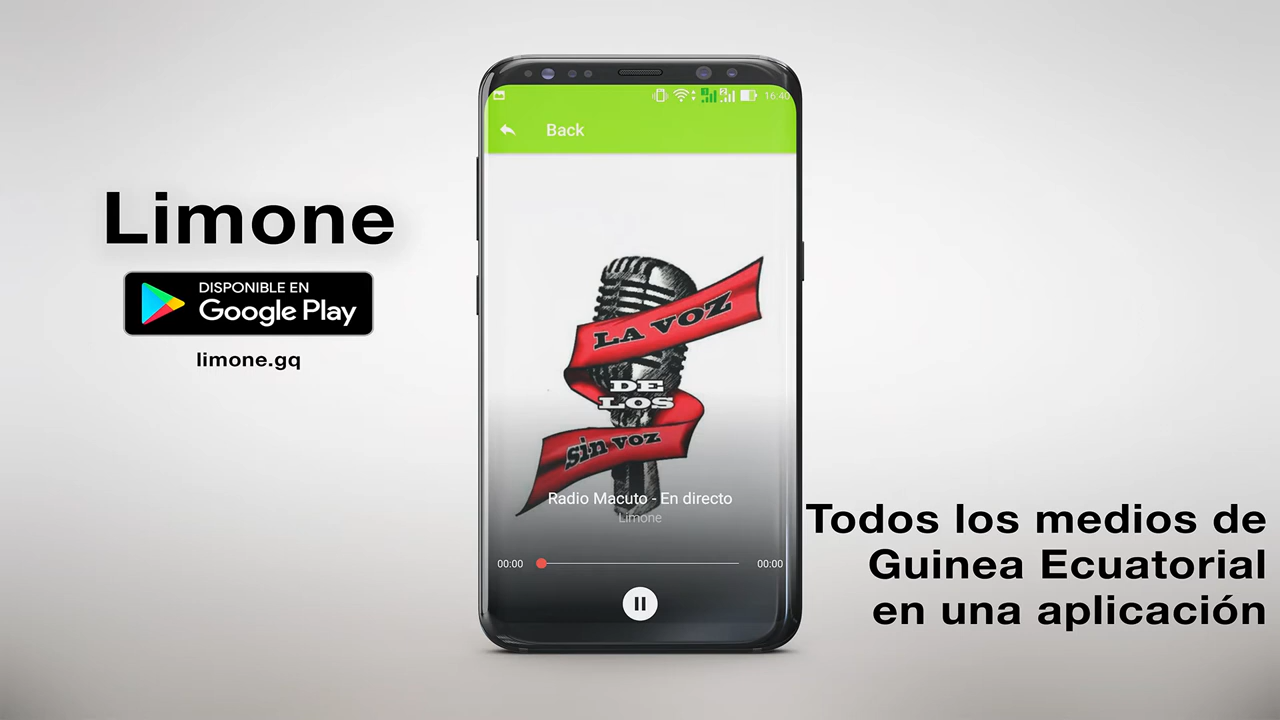 Limone
DISPONIBLE EN
Google Play
limone.gq
16:40
Back
LA VOZ
DE
LOS
sin voz
Radio Macuto - En directo
Limone
00:00
00:00
Todos los medios de
Guinea Ecuatorial
en una aplicación